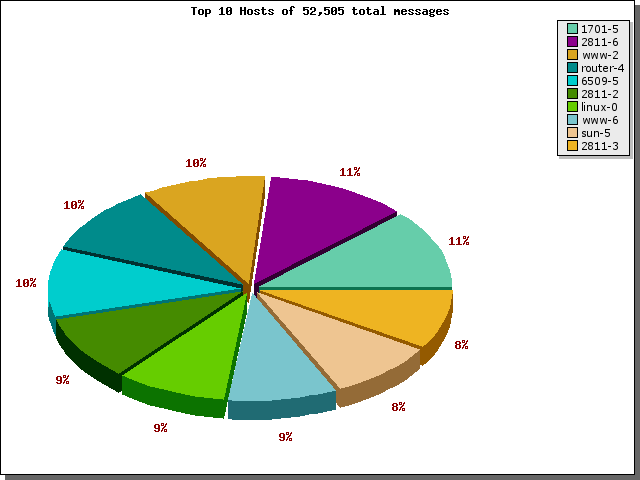 Top 10 Hosts of 52,505 total messages
1701-5
2811-6
www-2
router-4
6509-5
2811-2
linux-0
www-6
sun-5
2811-3
10%
11%
10%
11%
10%
8%
9%
8%
9%
9%